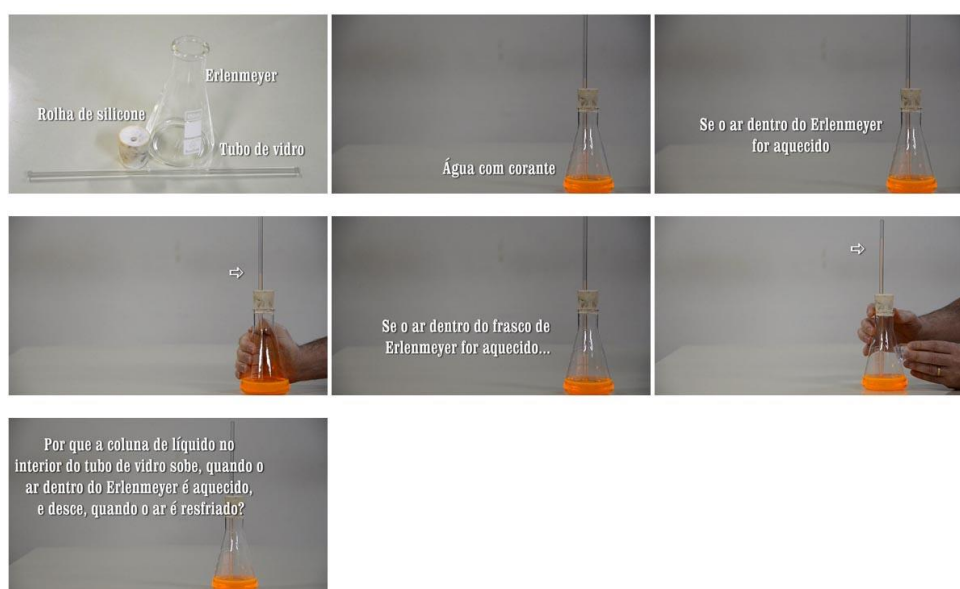 Erlenmeyer
Rolha de silicone
Tubo de vidro
Água com corante
Se o ar dentro do Erlenmeyer
for aquecido
Se o ar dentro do frasco de
Erlenmeyer for aquecido...
Por que a coluna de líquido no
interior do tubo de vidro sobe, quando o
ar dentro do Erlenmeyer é aquecido,
e desce, quando o ar é resfriado?